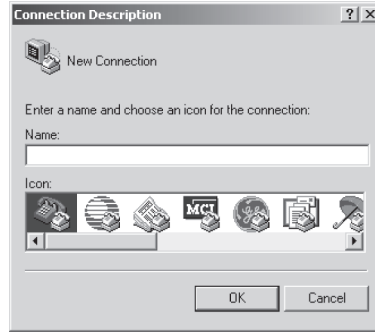 Connection Description
? X
New Connection
Enter a name and choose an icon for the connection:
Name:
Icon:
MCI
OK Cancel